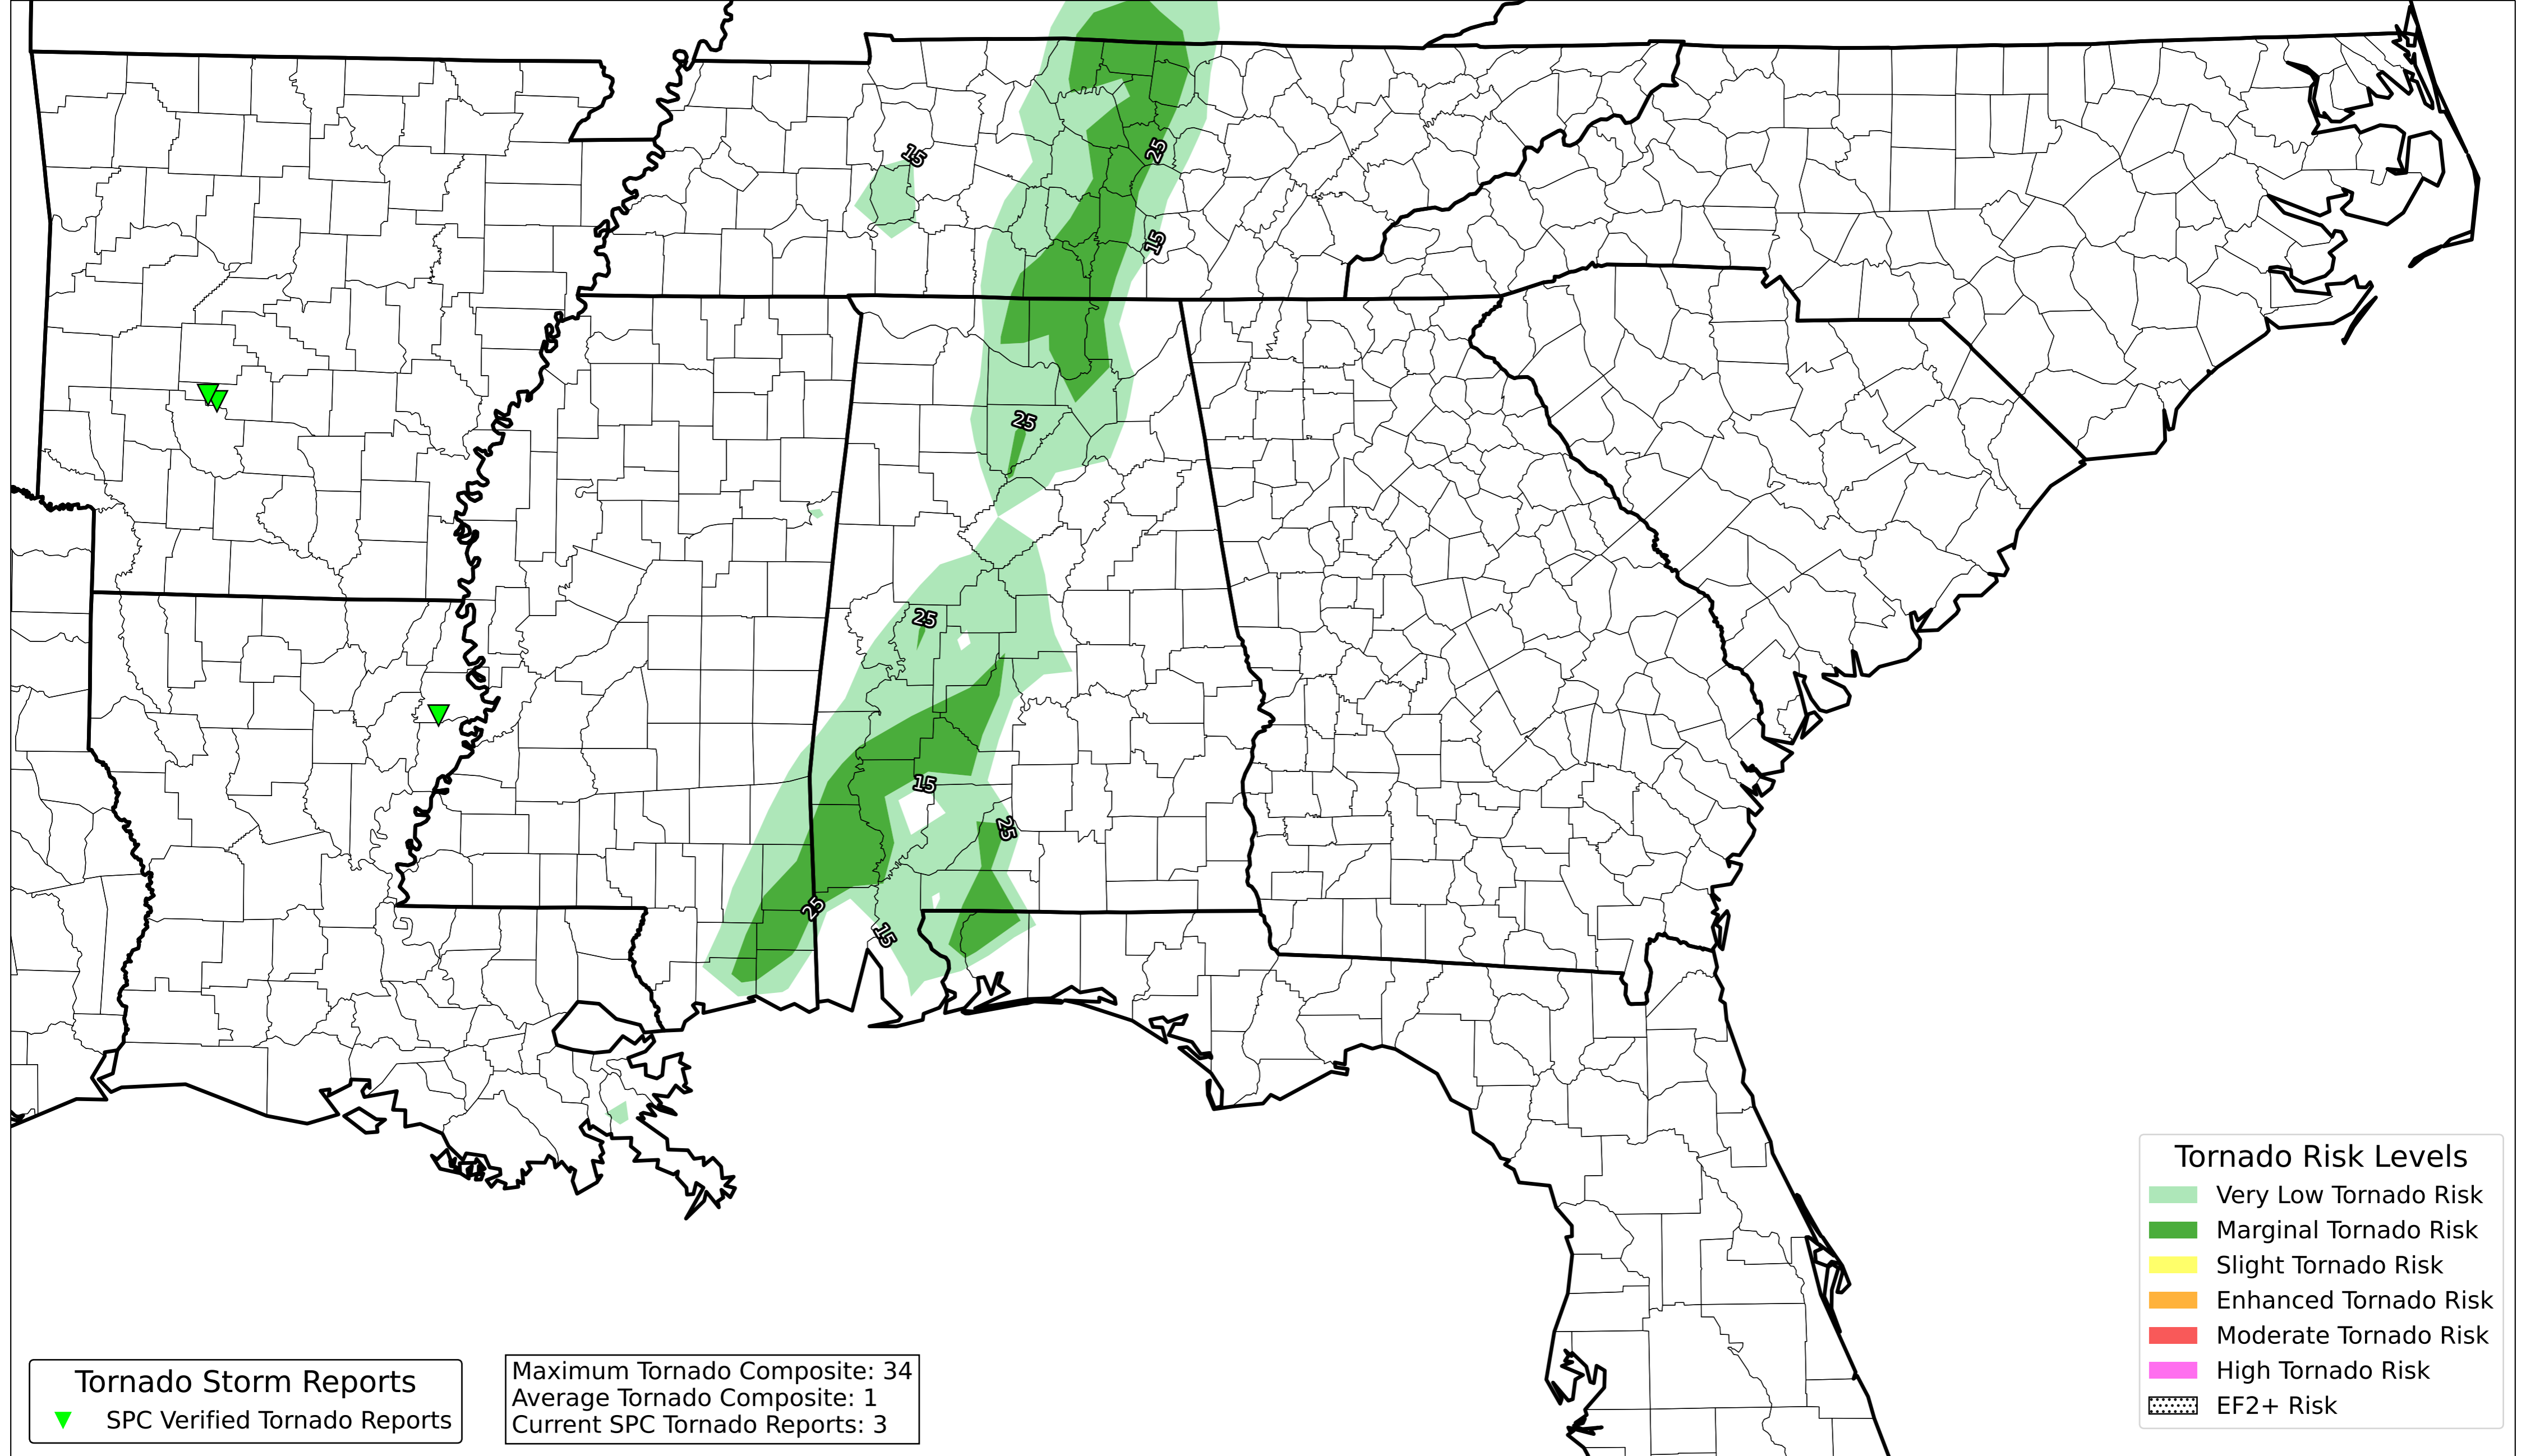 15
25
15
25
25
15
25
25
15
Tornado Risk Levels
Very Low Tornado Risk
Marginal Tornado Risk
Slight Tornado Risk
Enhanced Tornado Risk
Moderate Tornado Risk
High Tornado Risk
EF2+ Risk
Tornado Storm Reports
SPC Verified Tornado Reports
Maximum Tornado Composite: 34
Average Tornado Composite: 1
Current SPC Tornado Reports: 3